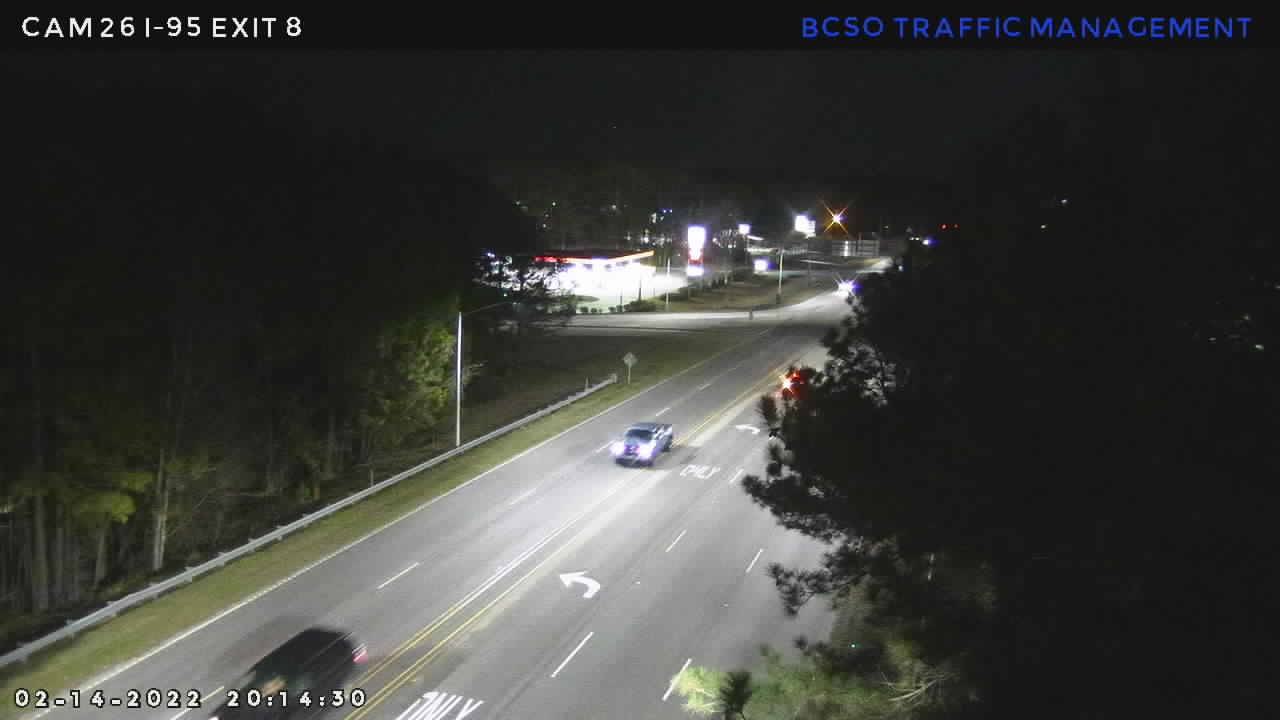 CAM 26 I-95 EXIT 8
BCSO TRAFFIC MANAGEMENT
ONLY
ONLY
02-14-2022 20:14:30